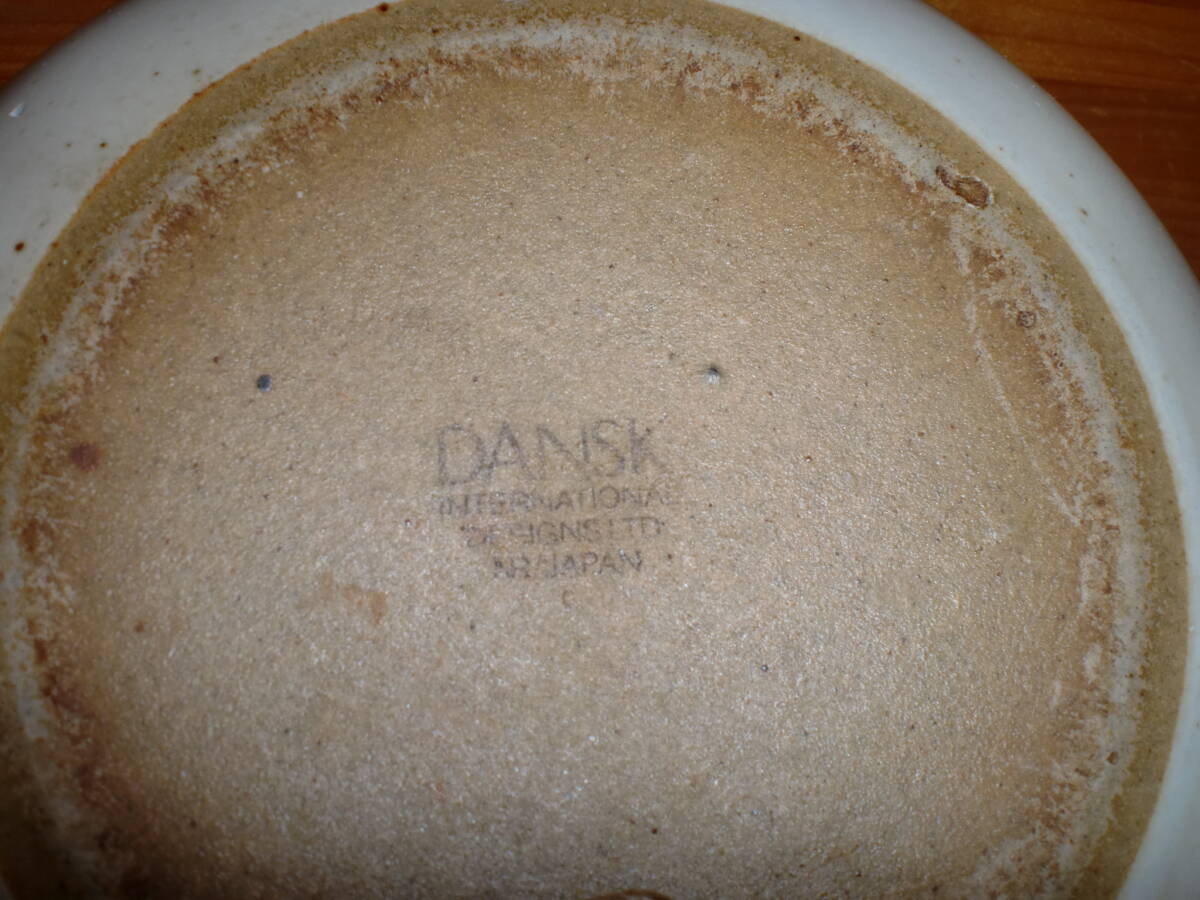 DANSK
INTERNATIONAL
DESIGNS LTD
JAPAN